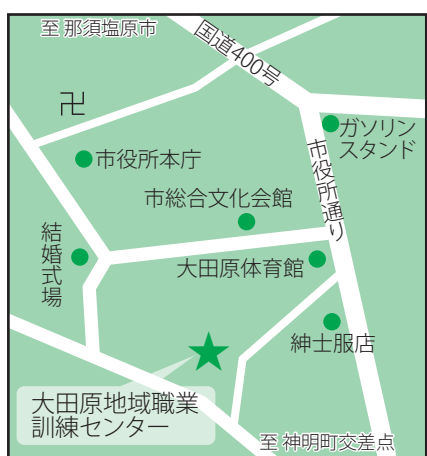 至 那須塩原市
国道400号
卍
ガソリン
スタンド
市役所本庁
市役所通り
市総合文化会館
結婚式場
大田原体育館
紳士服店
大田原地域職業
訓練センター
至 神明町交差点